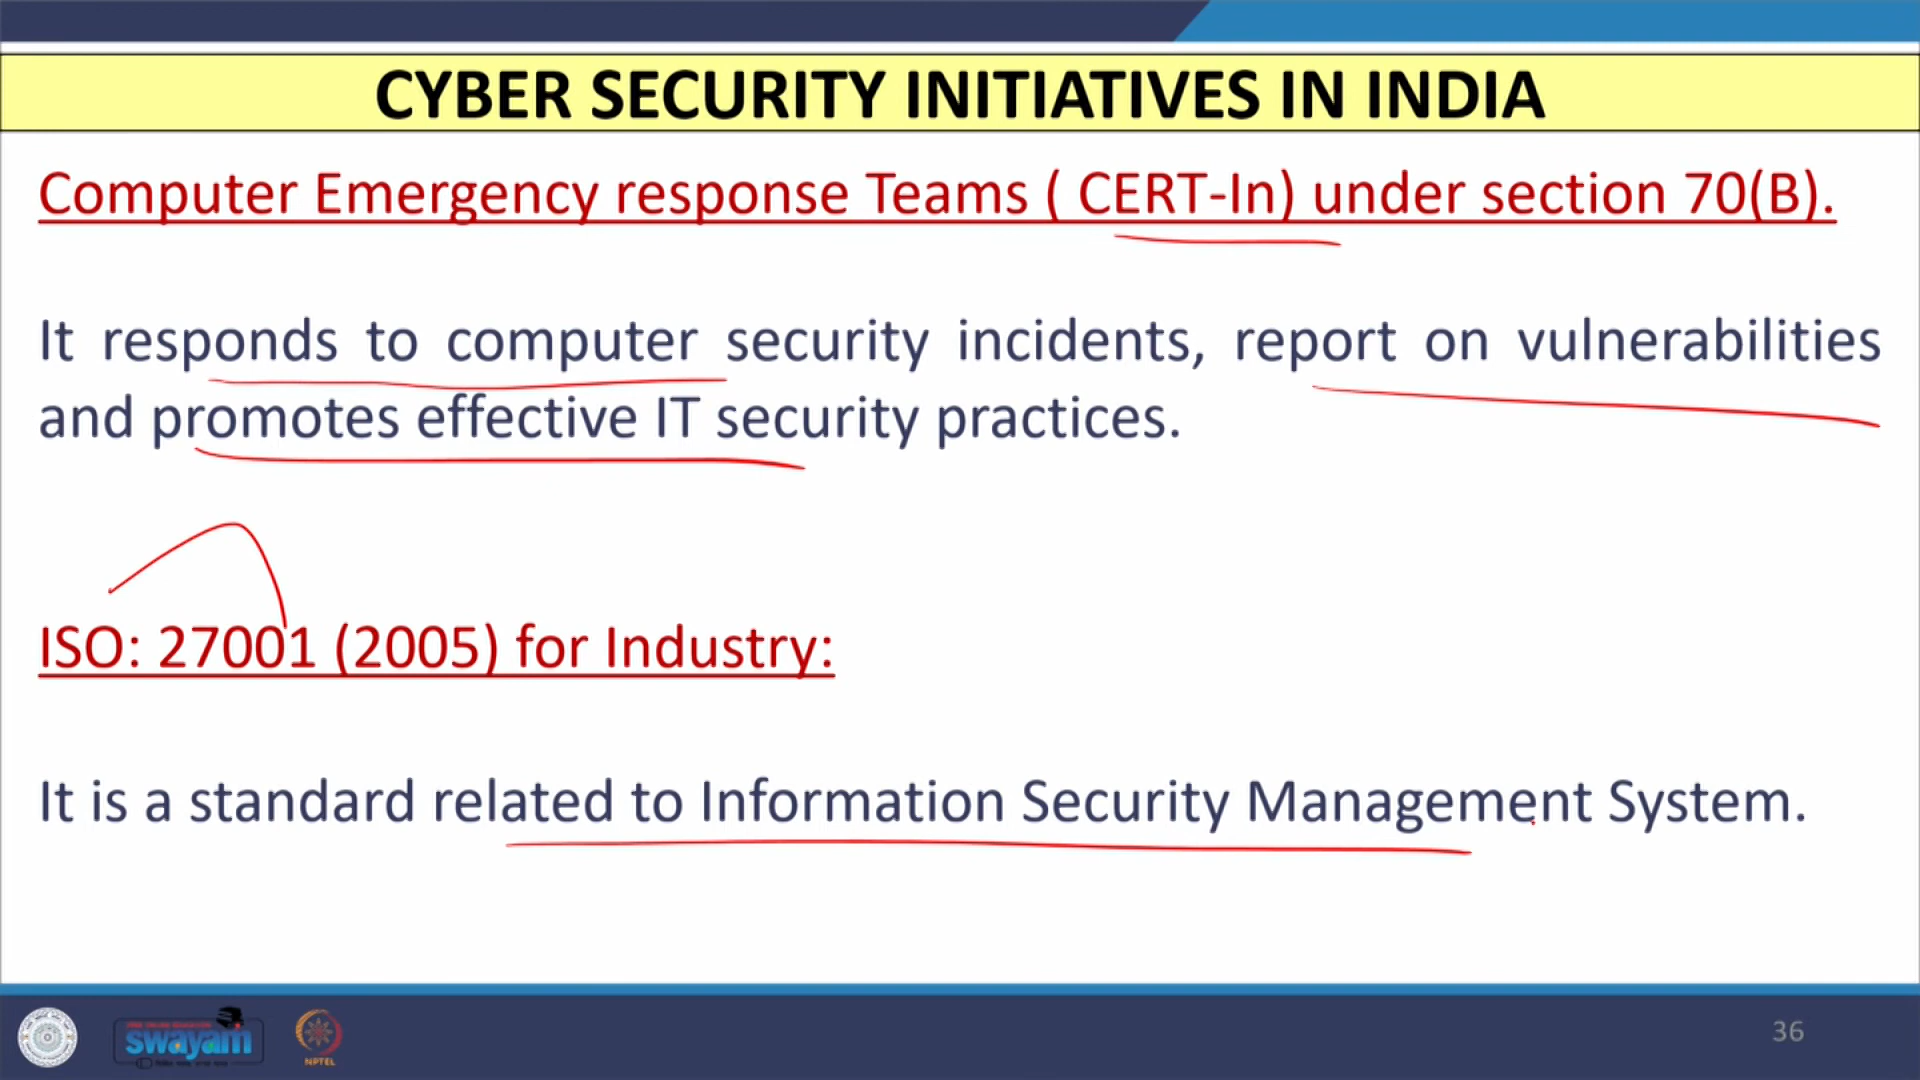 CYBER SECURITY INITIATIVES IN INDIA
Computer Emergency response Teams ( CERT-In) under section 70(B).
It responds to computer security incidents, report on vulnerabilities
and promotes effective IT security practices.
ISO: 27001 (2005) for Industry:
It is a standard related to Information Security Management System.
swayam
NPTEL
36